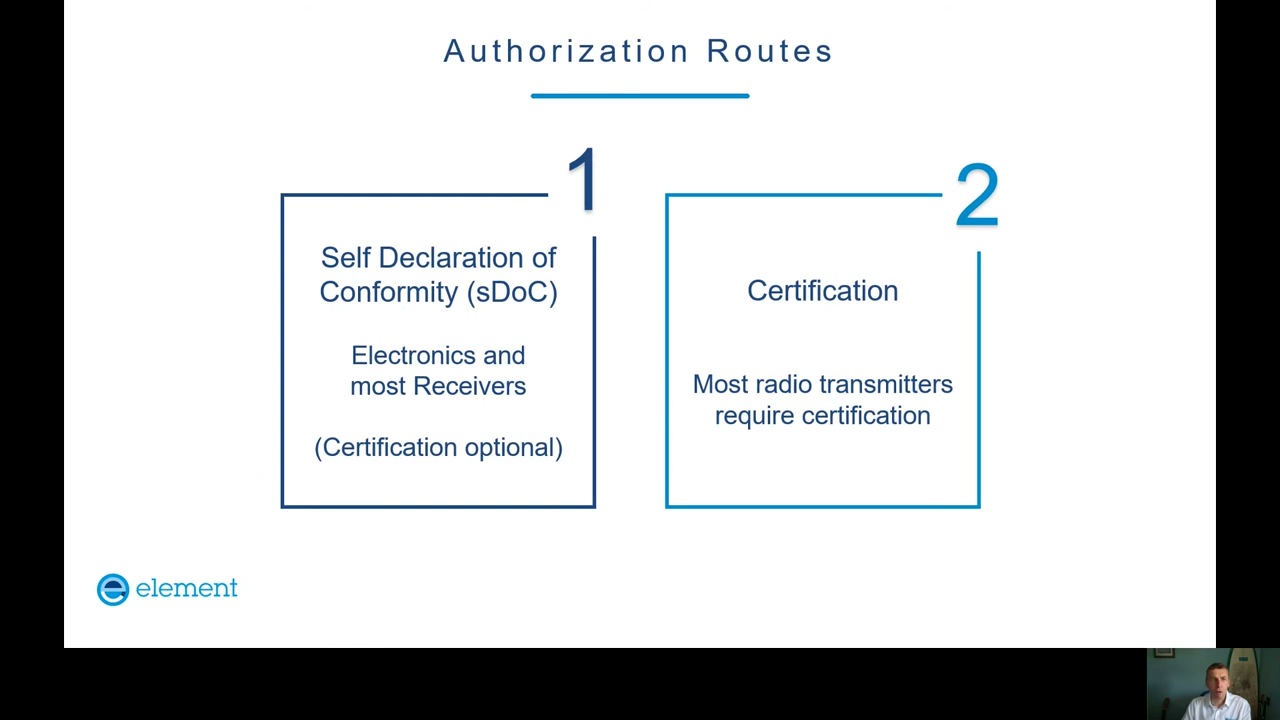 Authorization Routes
1
Self Declaration of
Conformity (sDoC)
Electronics and
most Receivers
(Certification optional)
2
Certification
Most radio transmitters
require certification
element